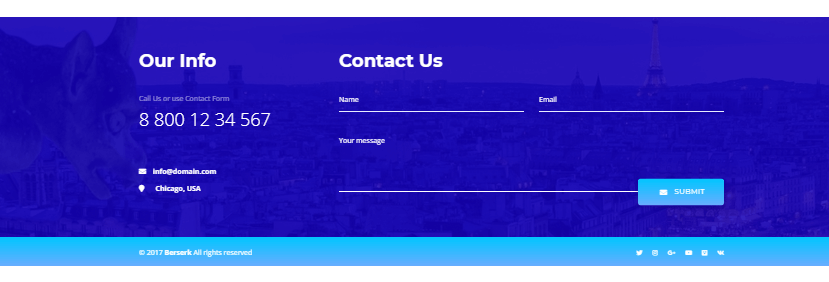 Our Info
Call Us or use Contact Form
8 800 12 34 567
info@domain.com
Chicago, USA
Contact Us
Name
Email
Your message
SUBMIT
© 2017 Berserk All rights reserved